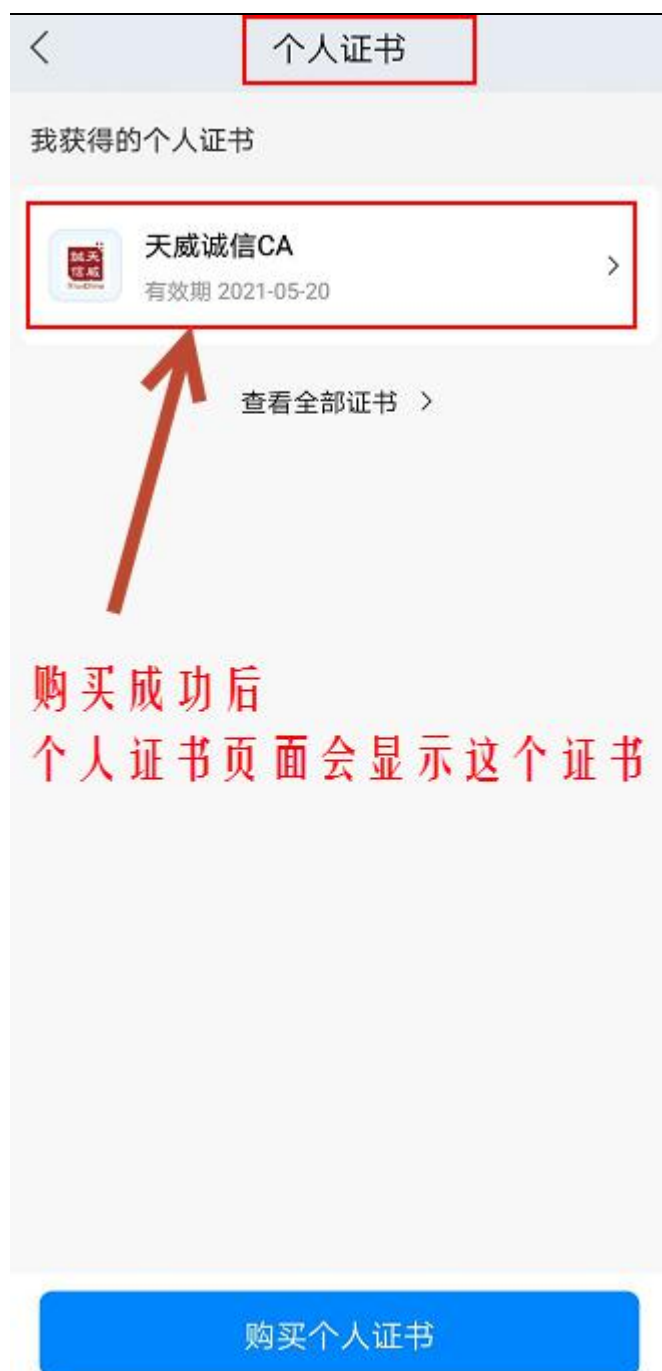 个人证书
我获得的个人证书
天威诚信CA
有效期 2021-05-20
查看全部证书
购买成功后
个人证书页面会显示这个证书
购买个人证书